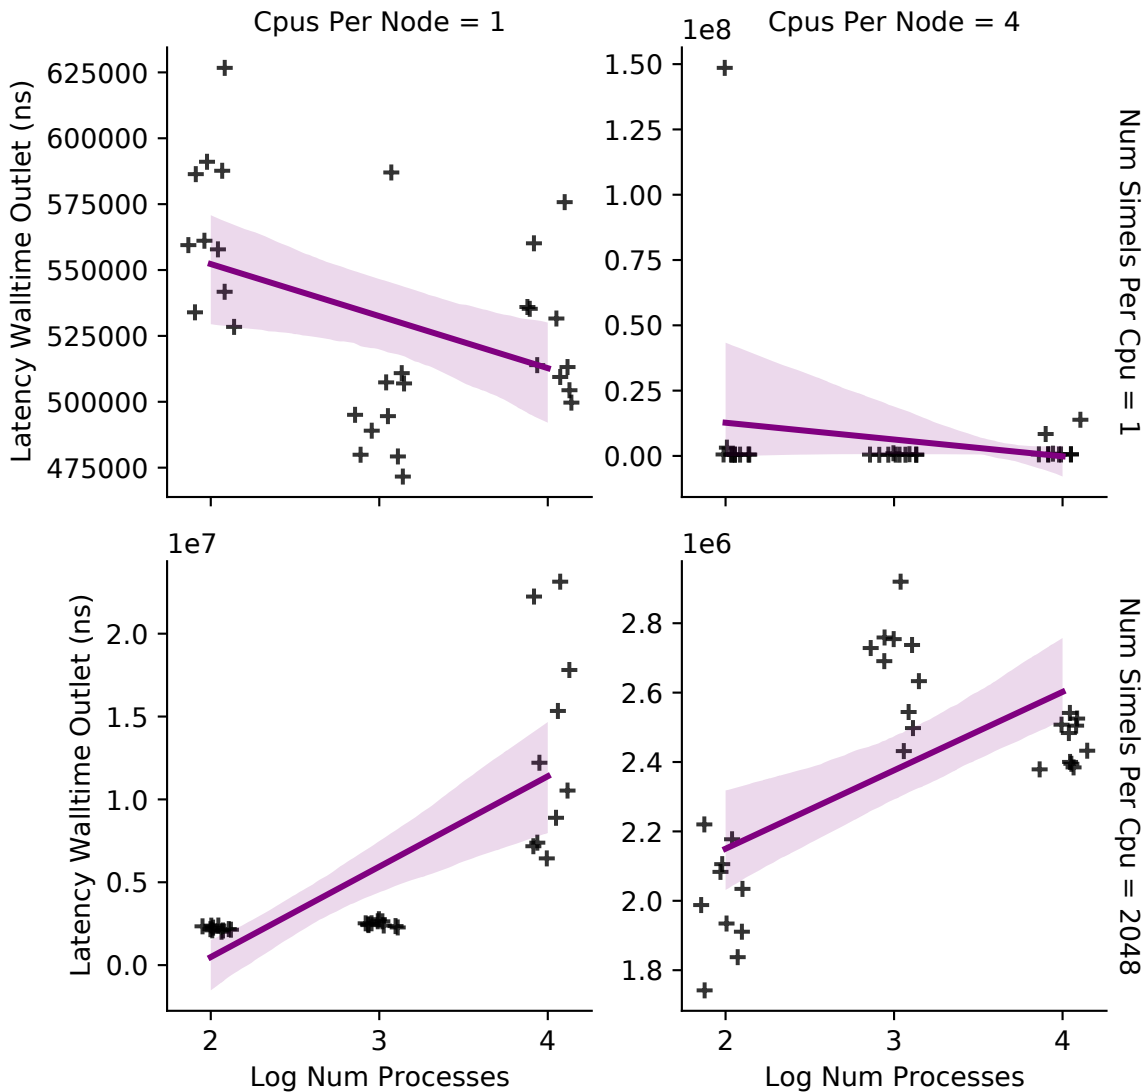 Cpus Per Node = 1
Cpus Per Node = 4
1e8
625000
600000
575000
550000
525000
500000
475000
Latency Walltime Outlet (ns)
1.50
1.25
1.00
0.75
0.50
0.25
0.00
Num Simels Per Cpu = 1
1e7
2.0
1.5
1.0
0.5
0.0
Latency Walltime Outlet (ns)
2
3
4
Log Num Processes
1e6
2.8
2.6
2.4
2.2
2.0
1.8
2
3
4
Log Num Processes
Num Simels Per Cpu = 2048